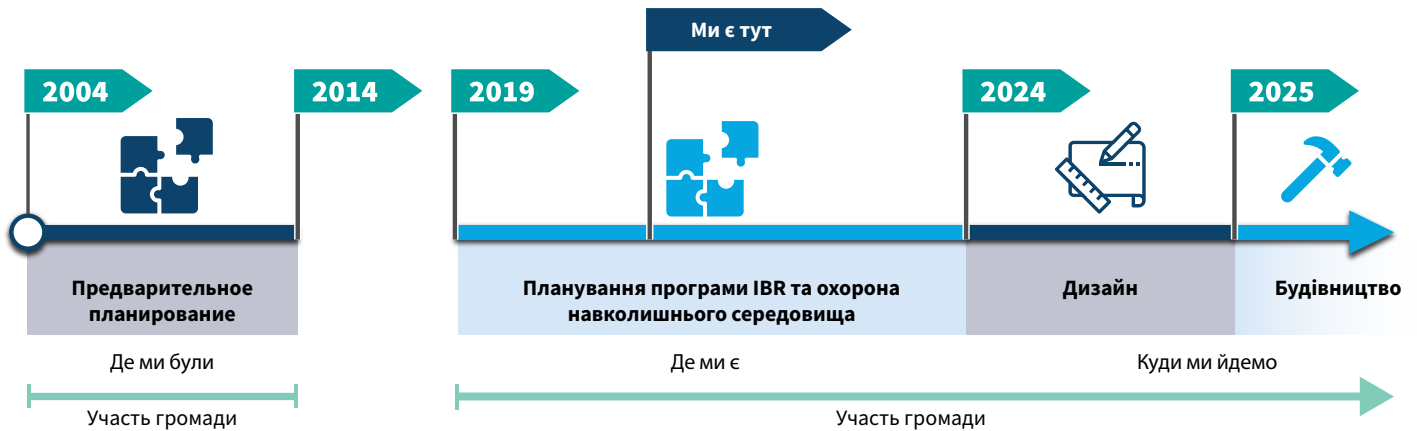 Ми є тут
2004
2014
2019
2024
2025
Предварительное
планирование
Планування програми IBR та охорона
навколишнього середовища
Дизайн
Будівництво
Де ми були
Де ми є
Куди ми йдемо
Участь громади
Участь громади